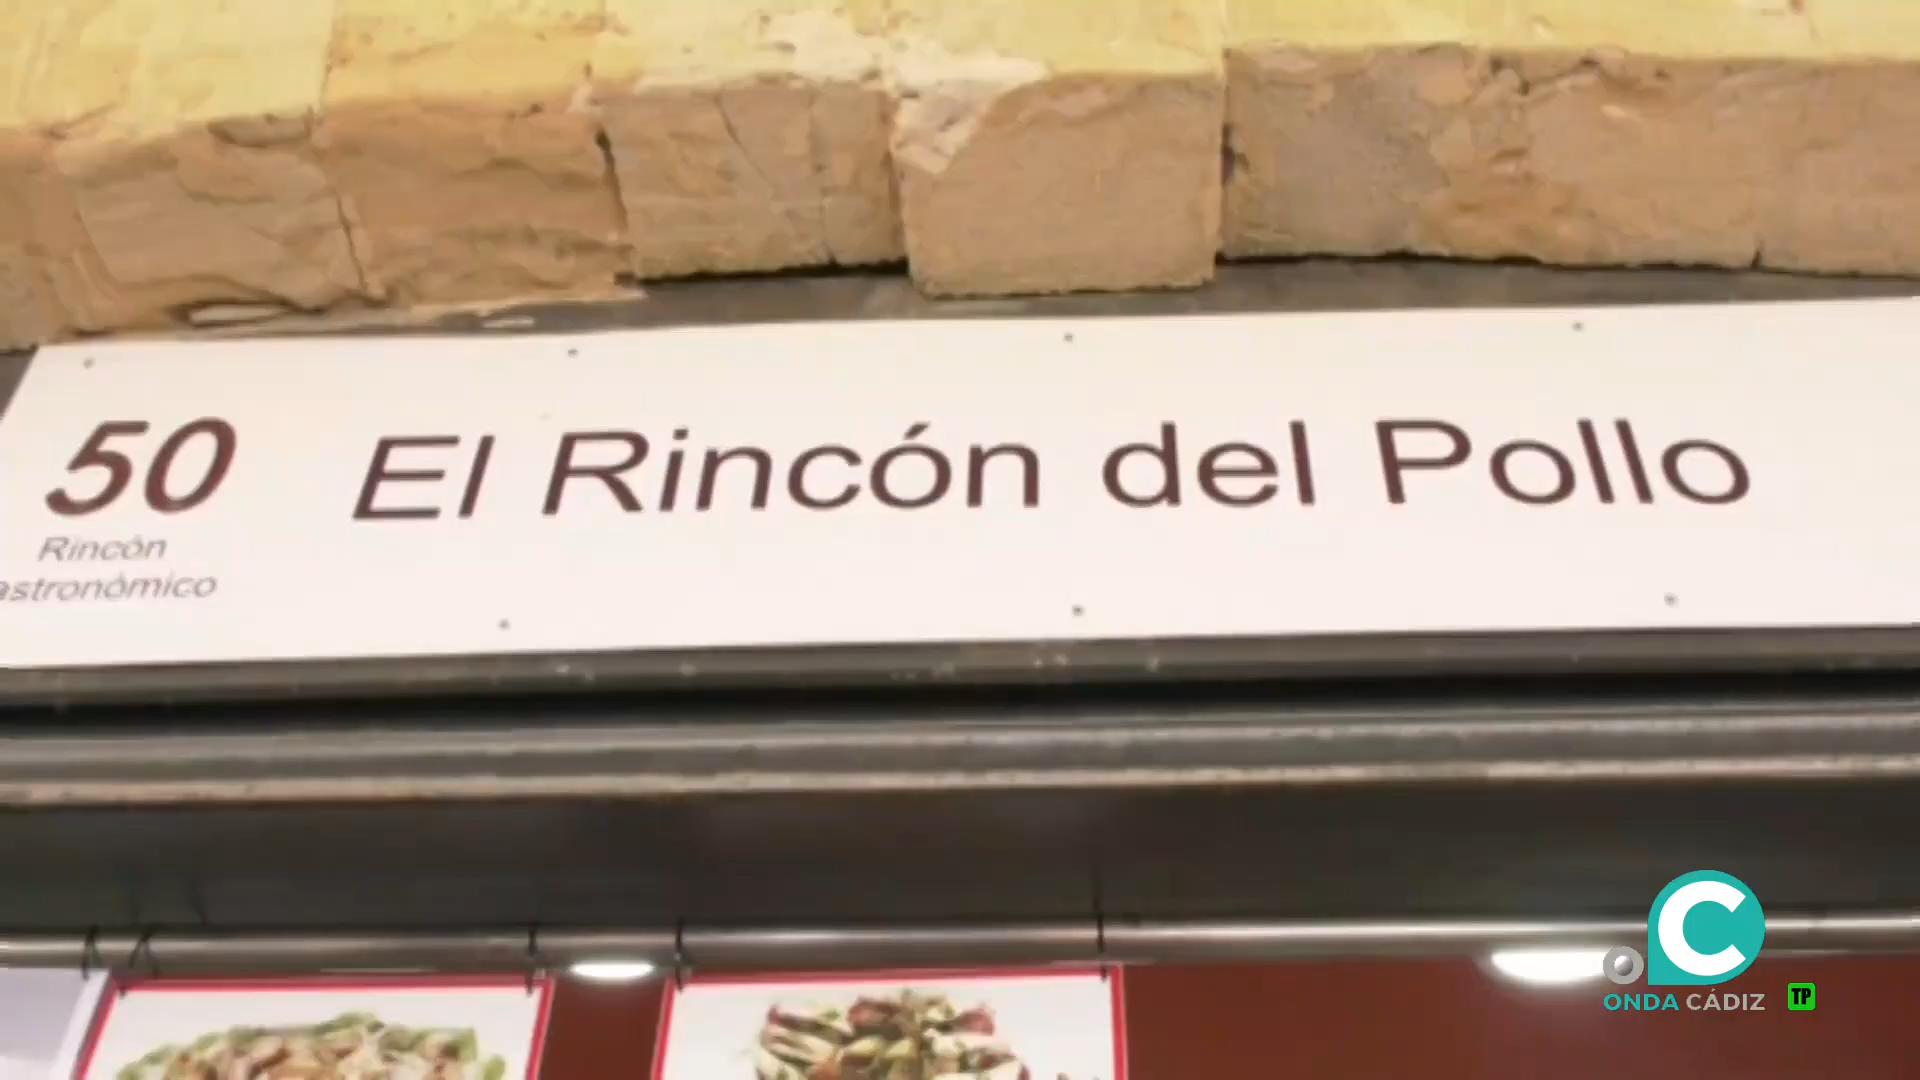 50 El Rincón del Pollo
Rincón
astronómico
ONDA CÁDIZ
TP